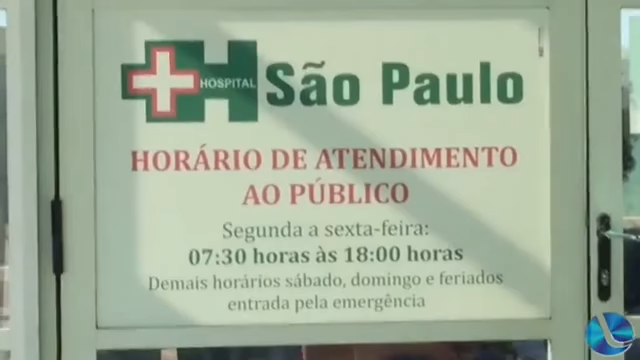 HOSPITAL São Paulo
HORÁRIO DE ATENDIMENTO
AO PÚBLICO
Segunda a sexta-feira:
07:30 horas às 18:00 horas
Demais horários sábado, domingo e feriados
entrada pela emergência